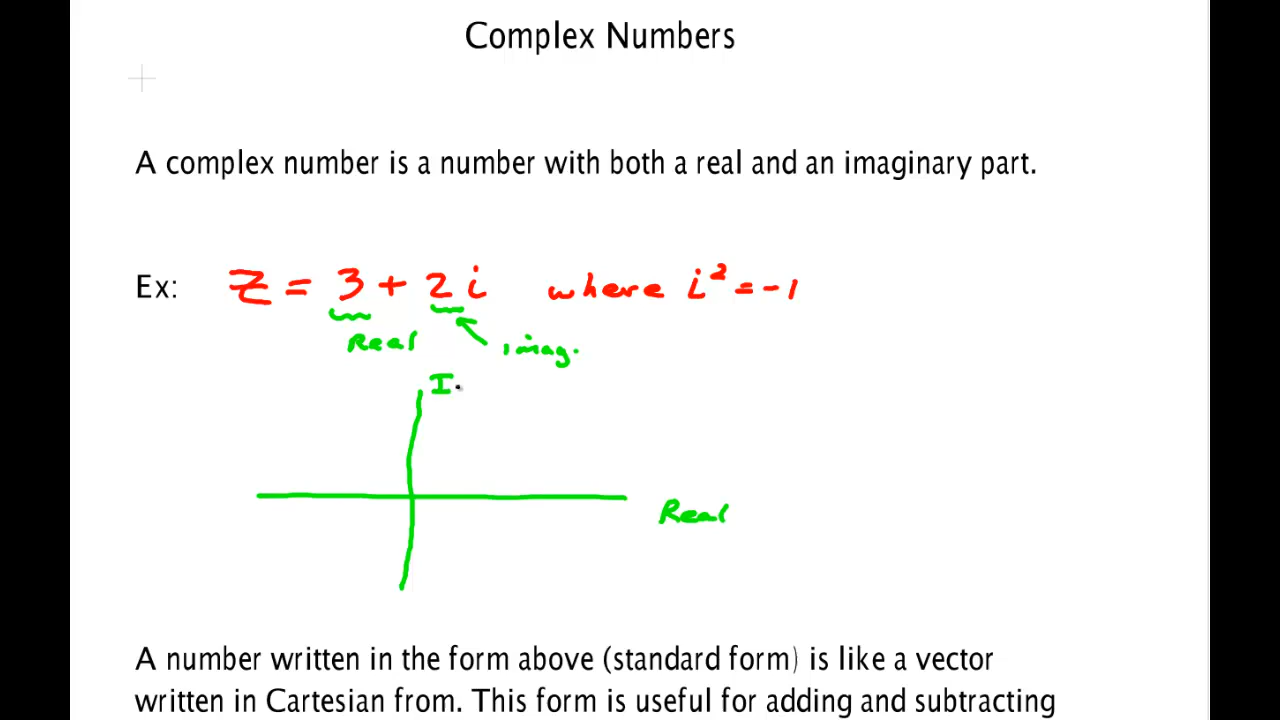 Complex Numbers
A complex number is a number with both a real and an imaginary part.
Ex: z = 3 + 2i where i² = -1
Real imag.
I
Real
A number written in the form above (standard form) is like a vector
written in Cartesian from. This form is useful for adding and subtracting